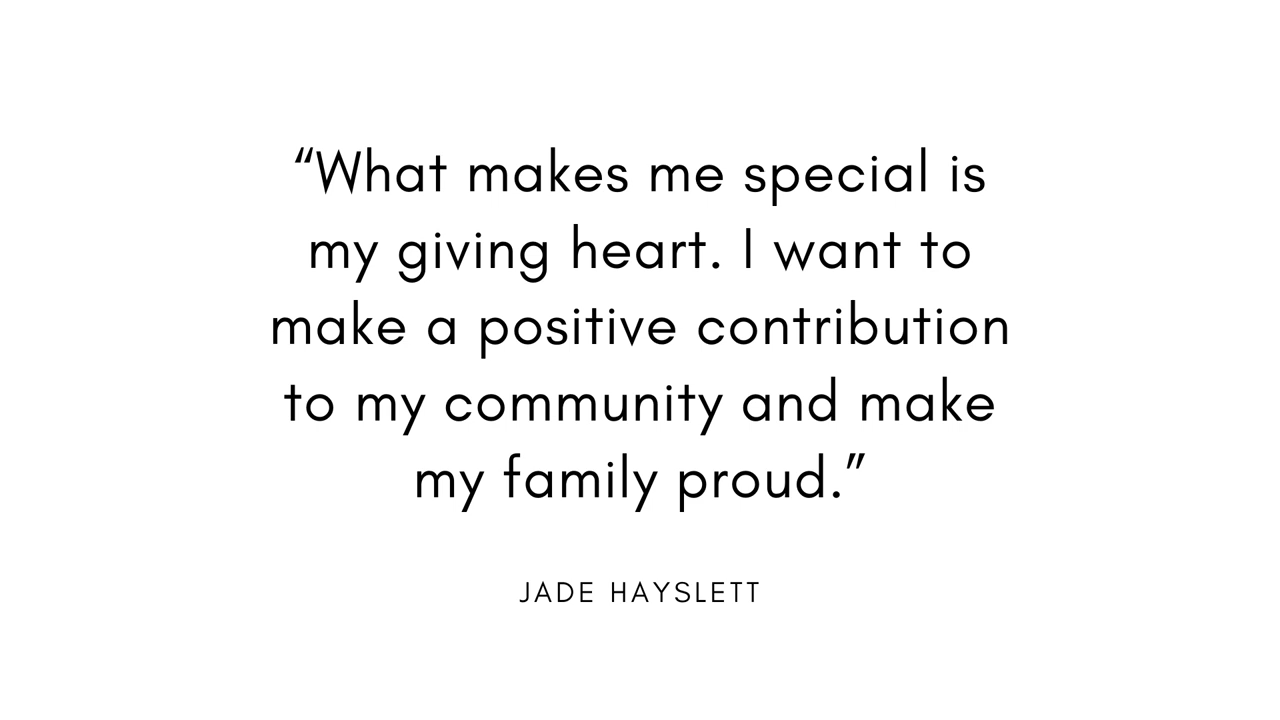 “What makes me special is
my giving heart. I want to
make a positive contribution
to my community and make
my family proud.”
JADE HAYSLETT